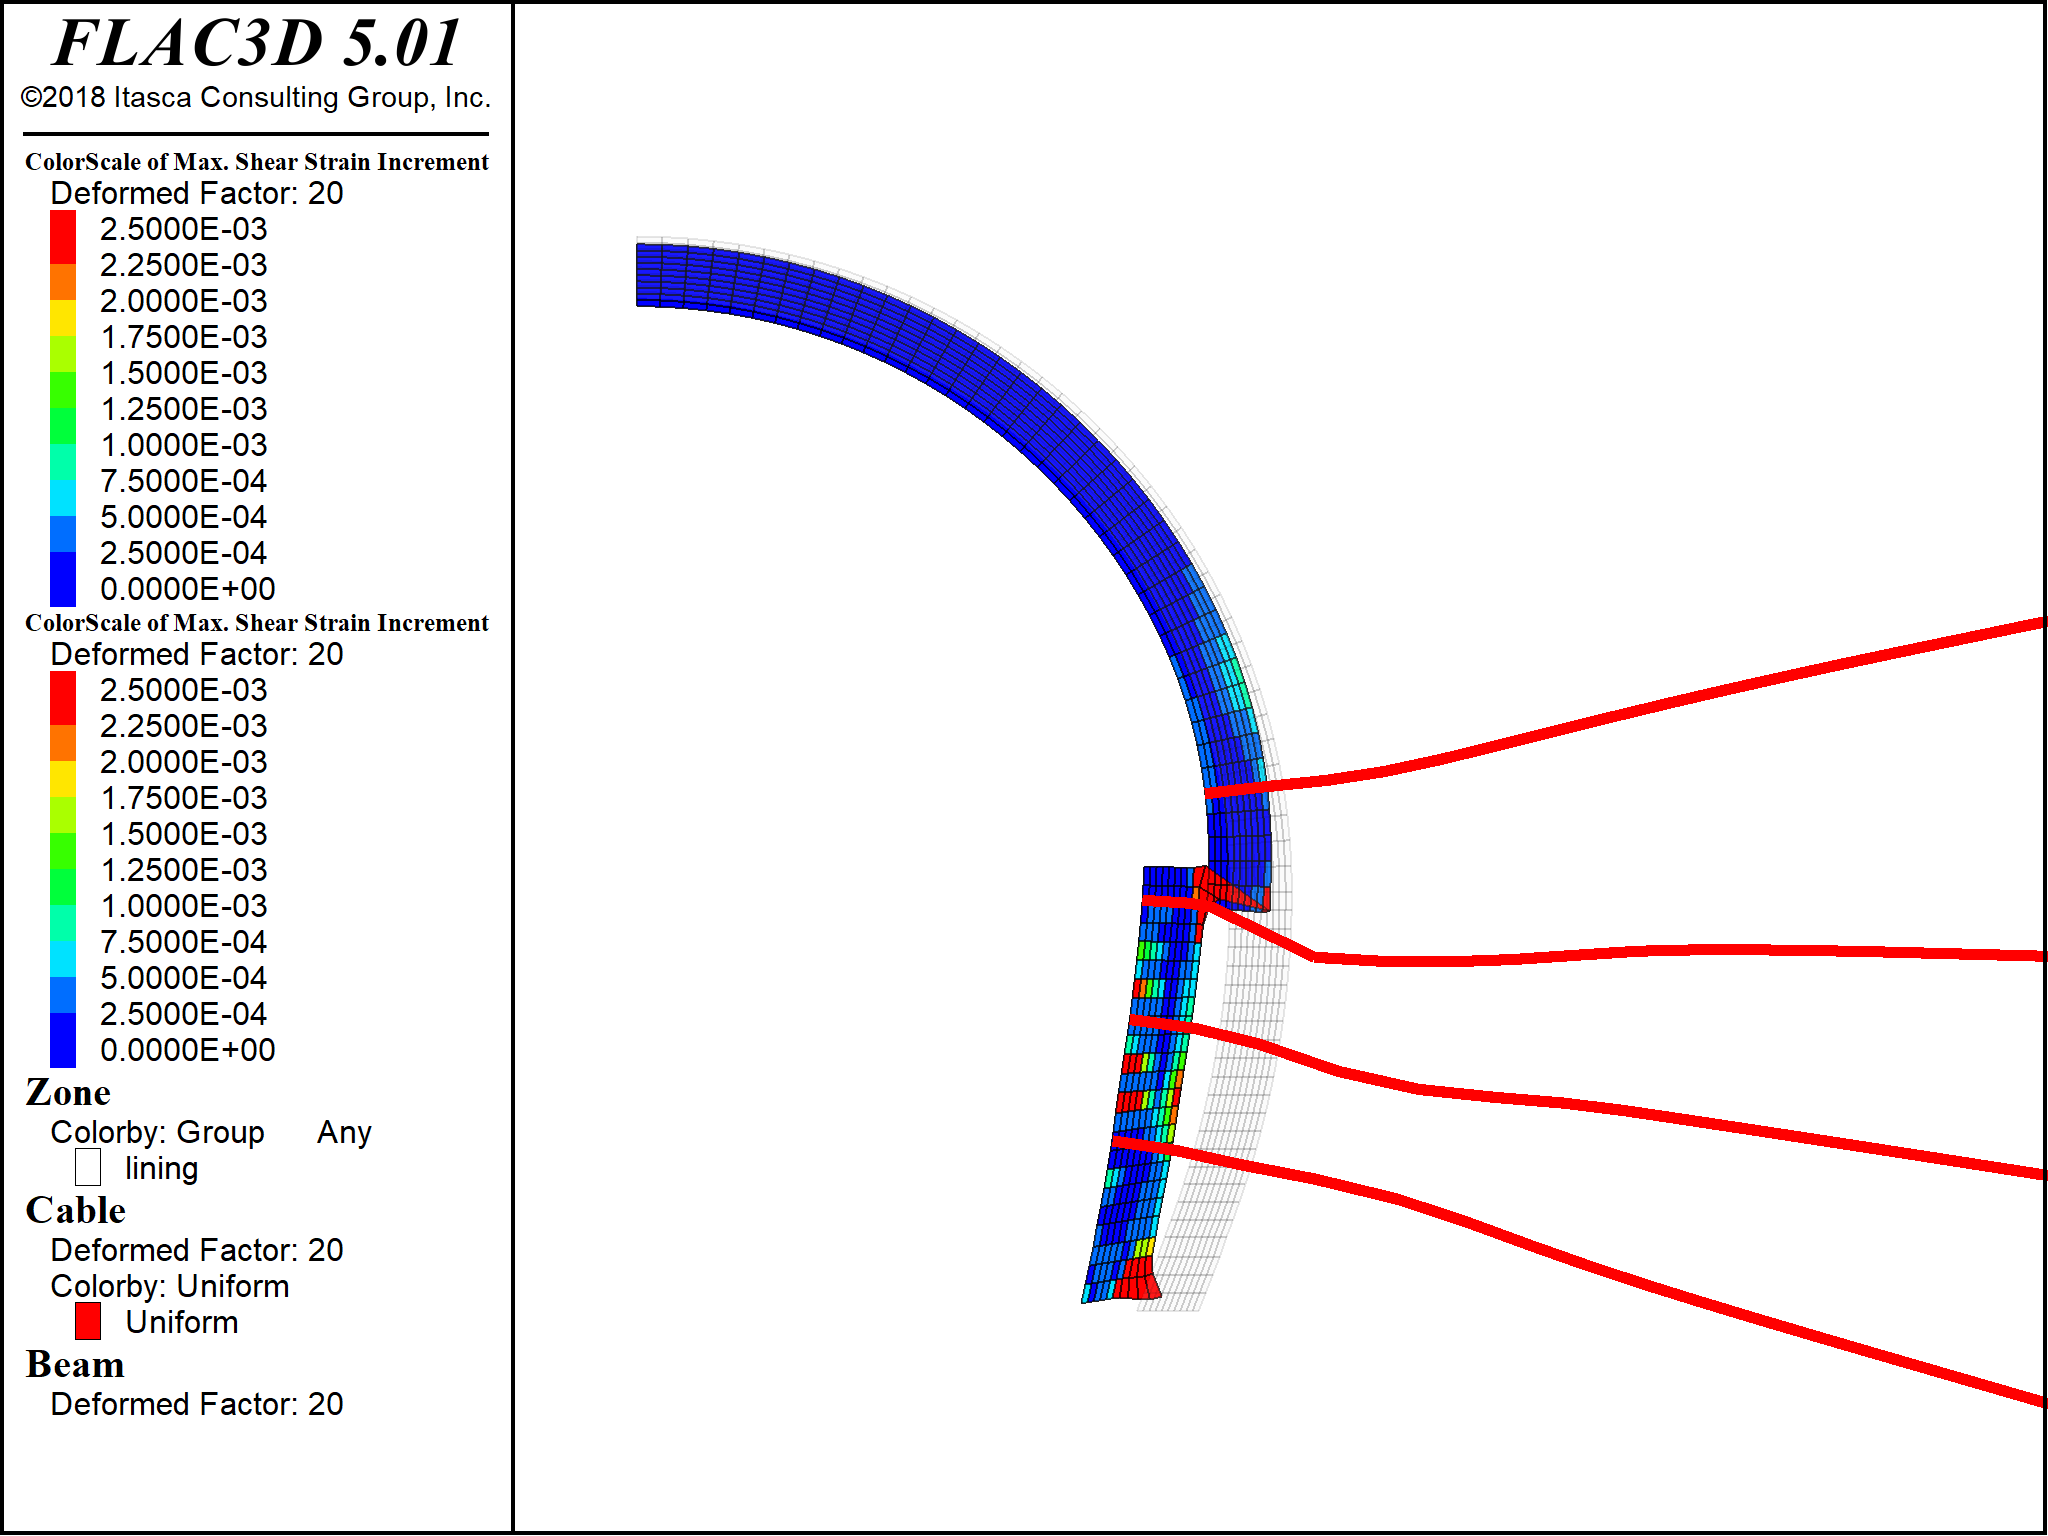 FLAC3D 5.01
©2018 Itasca Consulting Group, Inc.
ColorScale of Max. Shear Strain Increment
Deformed Factor: 20
2.5000E-03
2.2500E-03
2.0000E-03
1.7500E-03
1.5000E-03
1.2500E-03
1.0000E-03
7.5000E-04
5.0000E-04
2.5000E-04
0.0000E+00
ColorScale of Max. Shear Strain Increment
Deformed Factor: 20
2.5000E-03
2.2500E-03
2.0000E-03
1.7500E-03
1.5000E-03
1.2500E-03
1.0000E-03
7.5000E-04
5.0000E-04
2.5000E-04
0.0000E+00
Zone
Colorby: Group Any
lining
Cable
Deformed Factor: 20
Colorby: Uniform
Uniform
Beam
Deformed Factor: 20